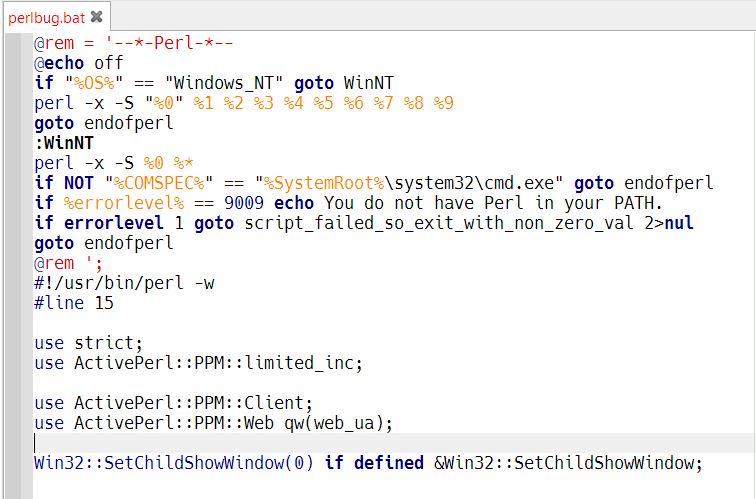 perlbug.bat
@rem = '--*-Perl-*--
@echo off
if "%OS%" == "Windows_NT" goto WinNT
perl -x -S "%0" %1 %2 %3 %4 %5 %6 %7 %8 %9
goto endofperl
:WinNT
perl -x -S %0 %*
if NOT "%COMSPEC%" == "%SystemRoot%\system32\cmd.exe" goto endofperl
if %errorlevel% == 9009 echo You do not have Perl in your PATH.
if errorlevel 1 goto script_failed_so_exit_with_non_zero_val 2>nul
goto endofperl
@rem ';
#!/usr/bin/perl -w
#line 15
use strict;
use ActivePerl::PPM::limited_inc;
use ActivePerl::PPM::Client;
use ActivePerl::PPM::Web qw(web_ua);
Win32::SetChildShowWindow(0) if defined &Win32::SetChildShowWindow;